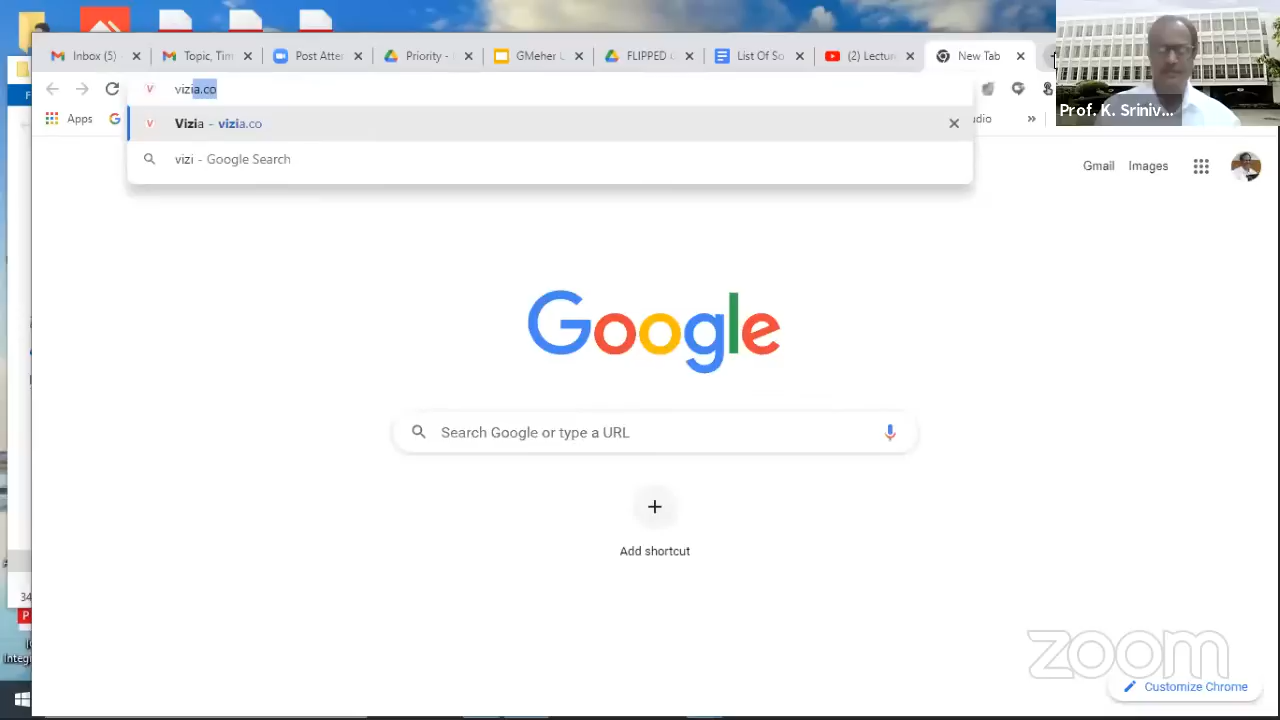 Inbox (5)
Topic, Tim
Post Atte
Priority -
GMeher U
FLIPPED C
List Of So
(2) Lectur
New Tab
vizia.co
Apps
Vizia - vizia.co
vizi - Google Search
udio
»
Prof. K. Sriniv...
Gmail Images
Google
Search Google or type a URL
Add shortcut
34
Integ
zoom
Customize Chrome